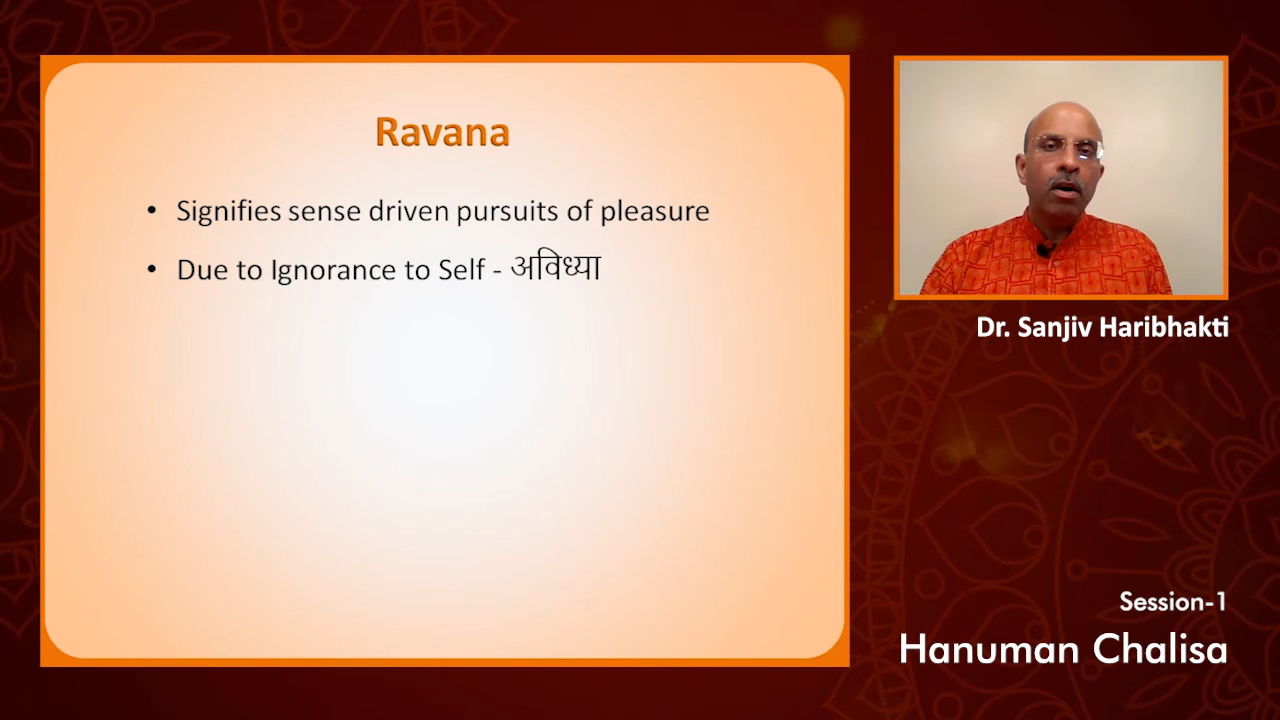 Ravana
• Signifies sense driven pursuits of pleasure
• Due to Ignorance to Self - अविध्या
Dr. Sanjiv Haribhakti
Session-1
Hanuman Chalisa